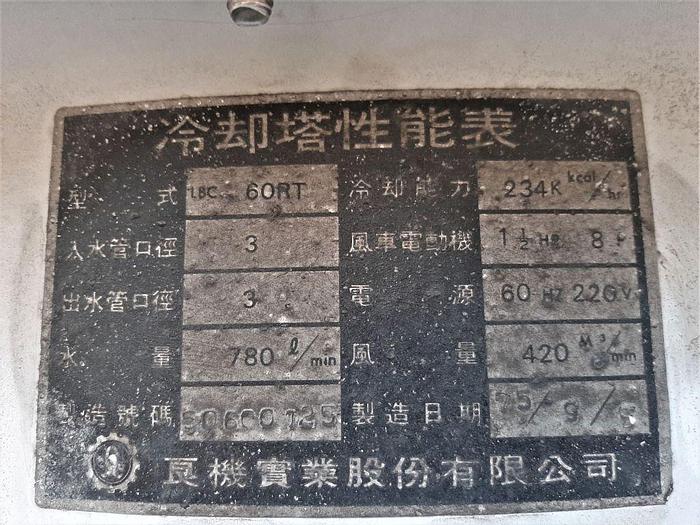 冷却塔性能表
型式 LBC 60RT 冷却能力 234K kcal/hr
入水管口徑 3 風車電動機 1½ HP 8 P
出水管口徑 3 電源 60 HZ 220 V
水量 780 ℓ/min 風量 420 M³/min
製造號碼 製造日期 75/9/
良機實業股份有限公司